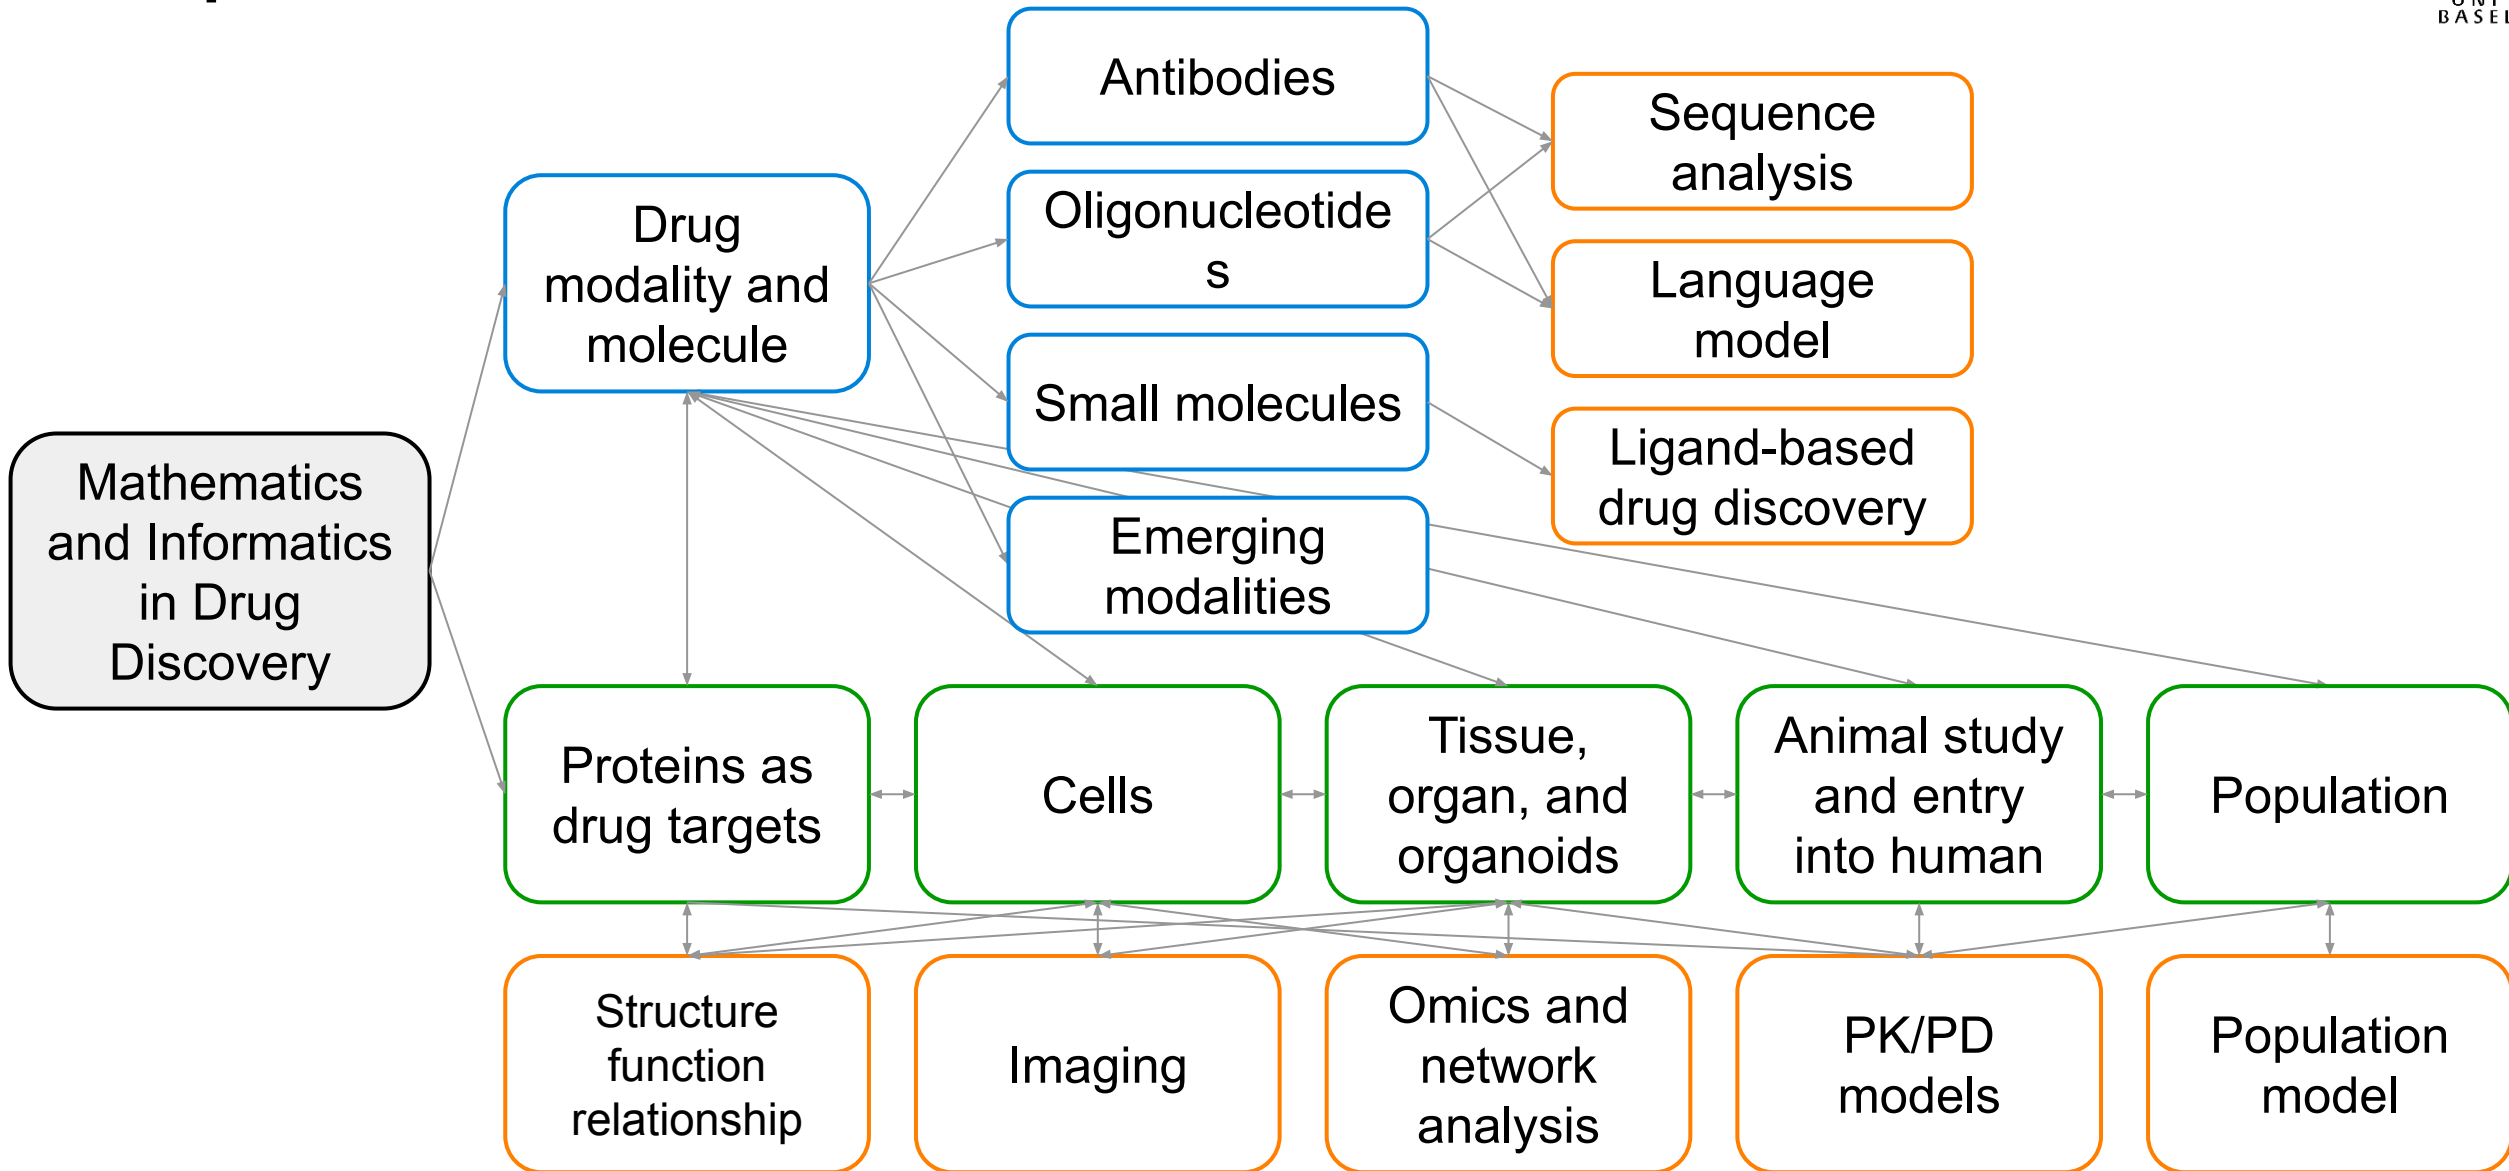 BASEL
Antibodies
Sequence
analysis
Drug
modality and
molecule
Oligonucleotide
s
Language
model
Small molecules
Ligand-based
drug discovery
Emerging
modalities
Mathematics
and Informatics
in Drug
Discovery
Proteins as
drug targets
Cells
Tissue,
organ, and
organoids
Animal study
and entry
into human
Population
Structure
function
relationship
Imaging
Omics and
network
analysis
PK/PD
models
Population
model